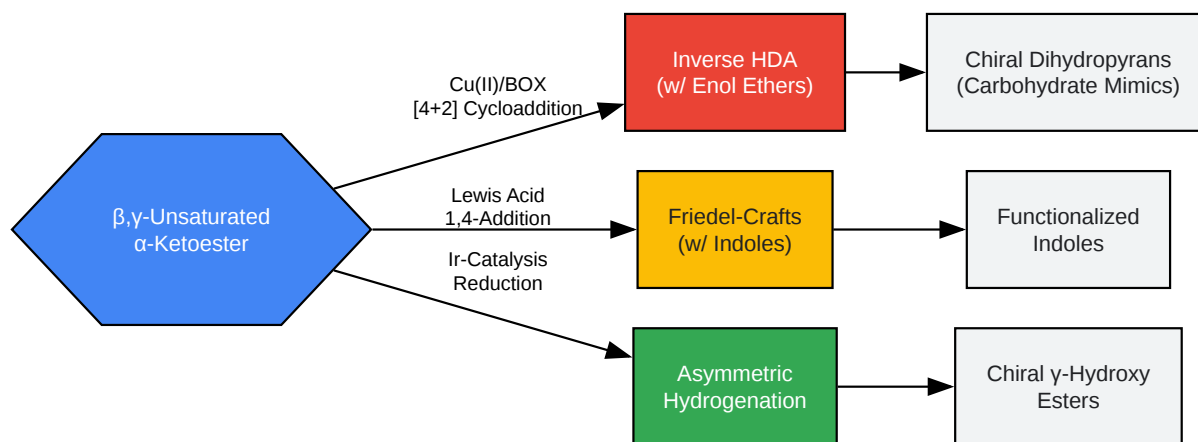 β,γ-Unsaturated
α-Ketoester
Cu(II)/BOX
[4+2] Cycloaddition
Inverse HDA
(w/ Enol Ethers)
Chiral Dihydropyrans
(Carbohydrate Mimics)
Lewis Acid
1,4-Addition
Friedel-Crafts
(w/ Indoles)
Functionalized
Indoles
Ir-Catalysis
Reduction
Asymmetric
Hydrogenation
Chiral γ-Hydroxy
Esters